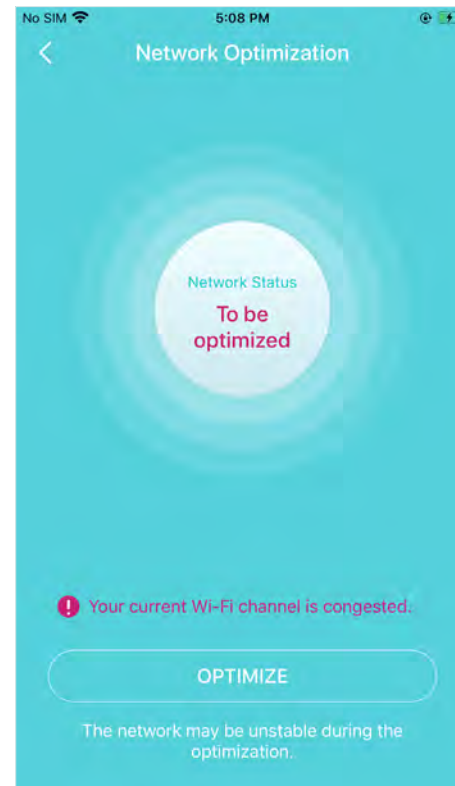 No SIM 5:08 PM
Network Optimization
Network Status
To be
optimized
Your current Wi-Fi channel is congested.
OPTIMIZE
The network may be unstable during the
optimization.